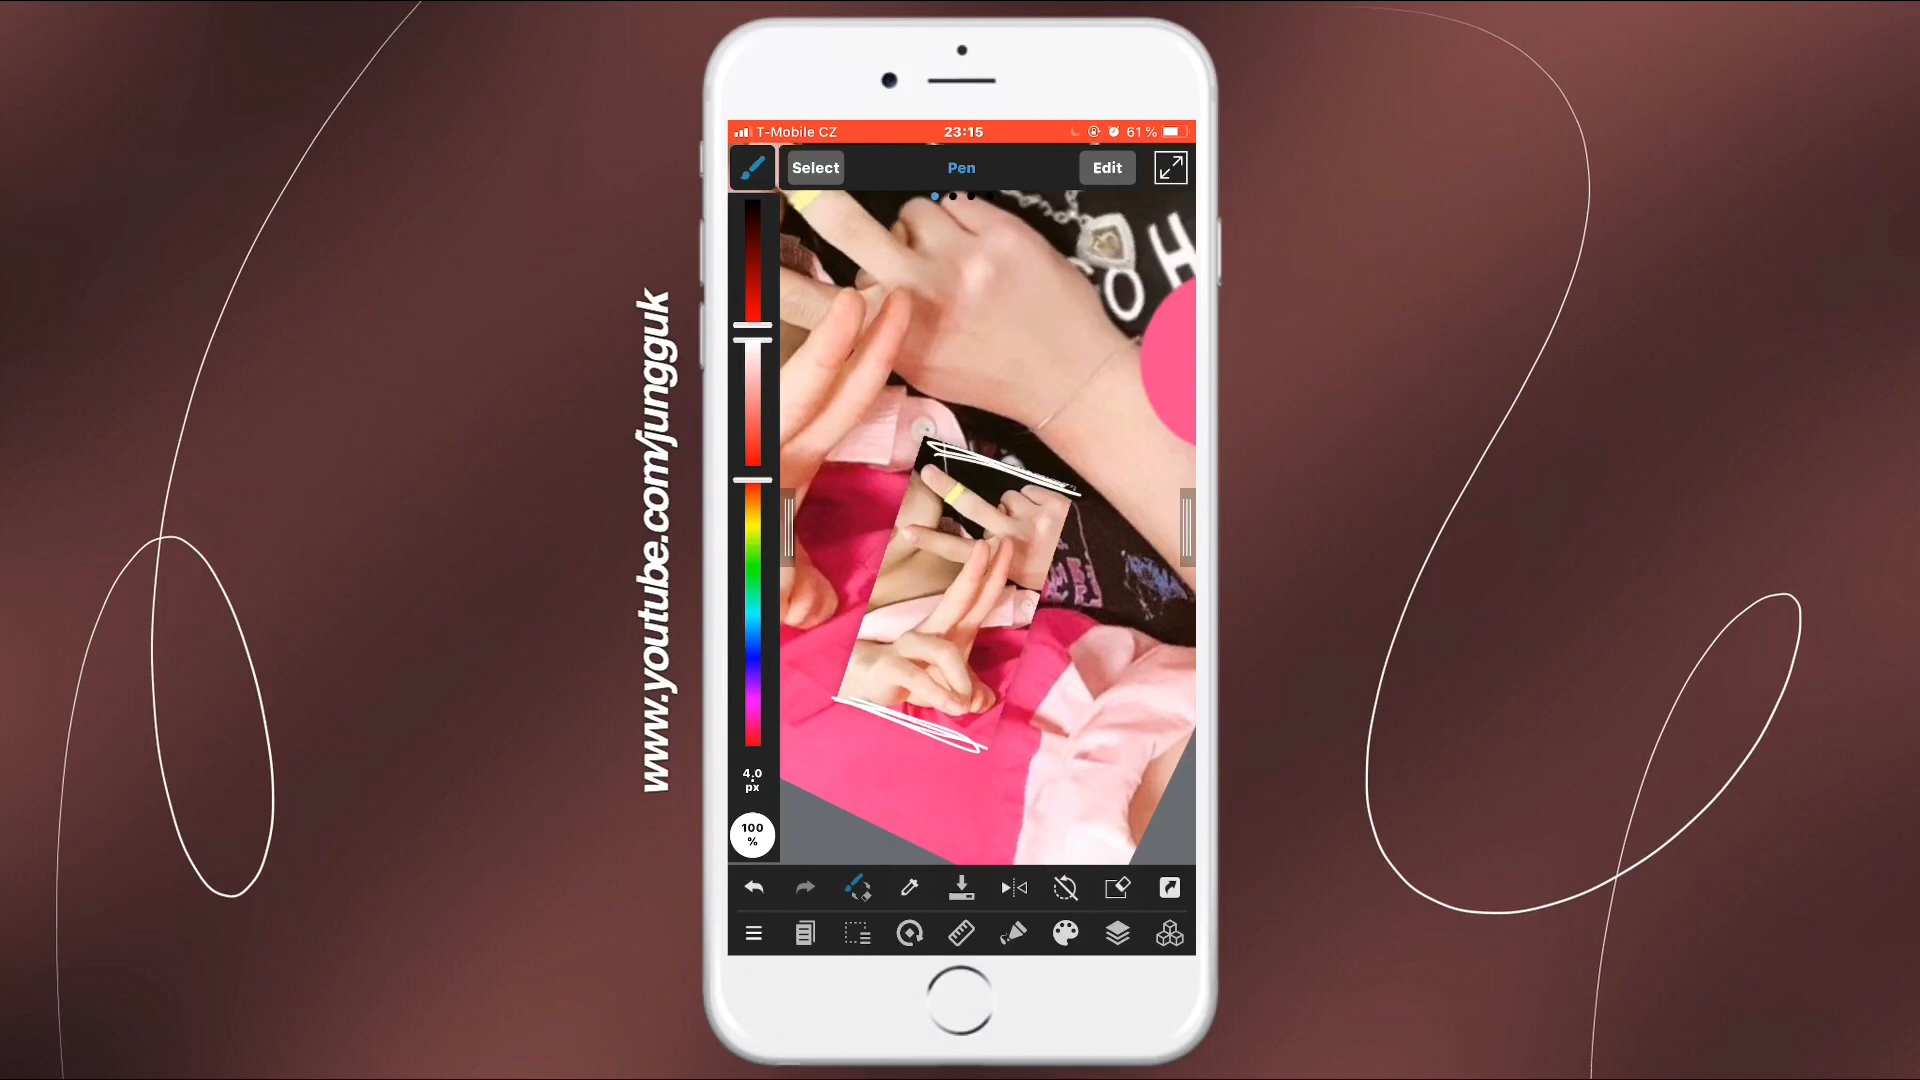 T-Mobile CZ 23:15 61 %
Select Pen Edit
O H
4.0
px
100
%
www.youtube.com/jungguk